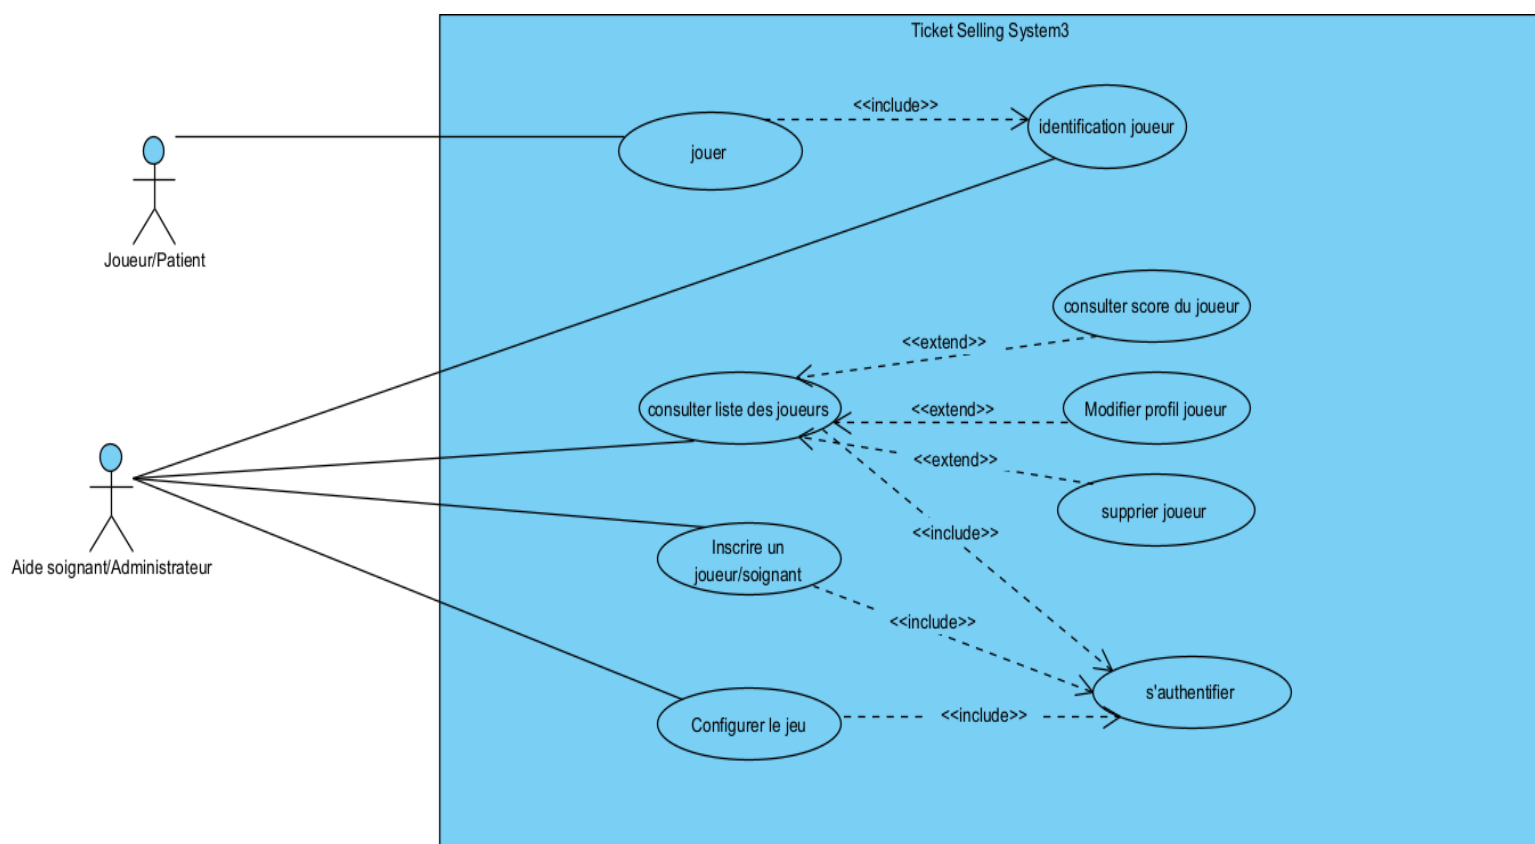 Ticket Selling System3
<<include>>
identification joueur
jouer
Joueur/Patient
consulter score du joueur
<<extend>>
consulter liste des joueurs
<<extend>>
Modifier profil joueur
<<extend>>
supprier joueur
<<include>>
Inscrire un
joueur/soignant
Aide soignant/Administrateur
<<include>>
s'authentifier
Configurer le jeu
<<include>>